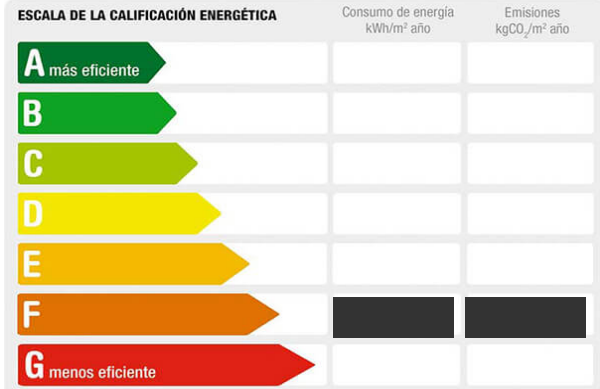 ESCALA DE LA CALIFICACIÓN ENERGÉTICA
Consumo de energía
kWh/m² año
Emisiones
kgCO₂/m² año
A más eficiente
B
C
D
E
F
G menos eficiente